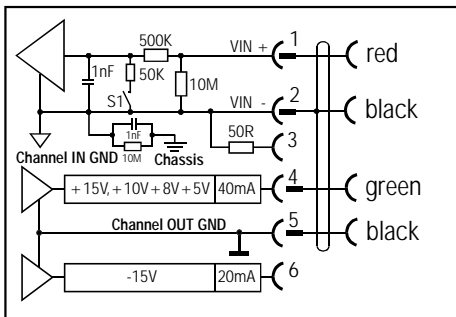 500K
VIN +
1
red
1nF
50K
10M
S1
VIN -
2
black
50R
3
1nF
10M
Channel IN GND
Chassis
+15V,+10V+8V+5V
40mA
4
green
Channel OUT GND
5
black
-15V
20mA
6